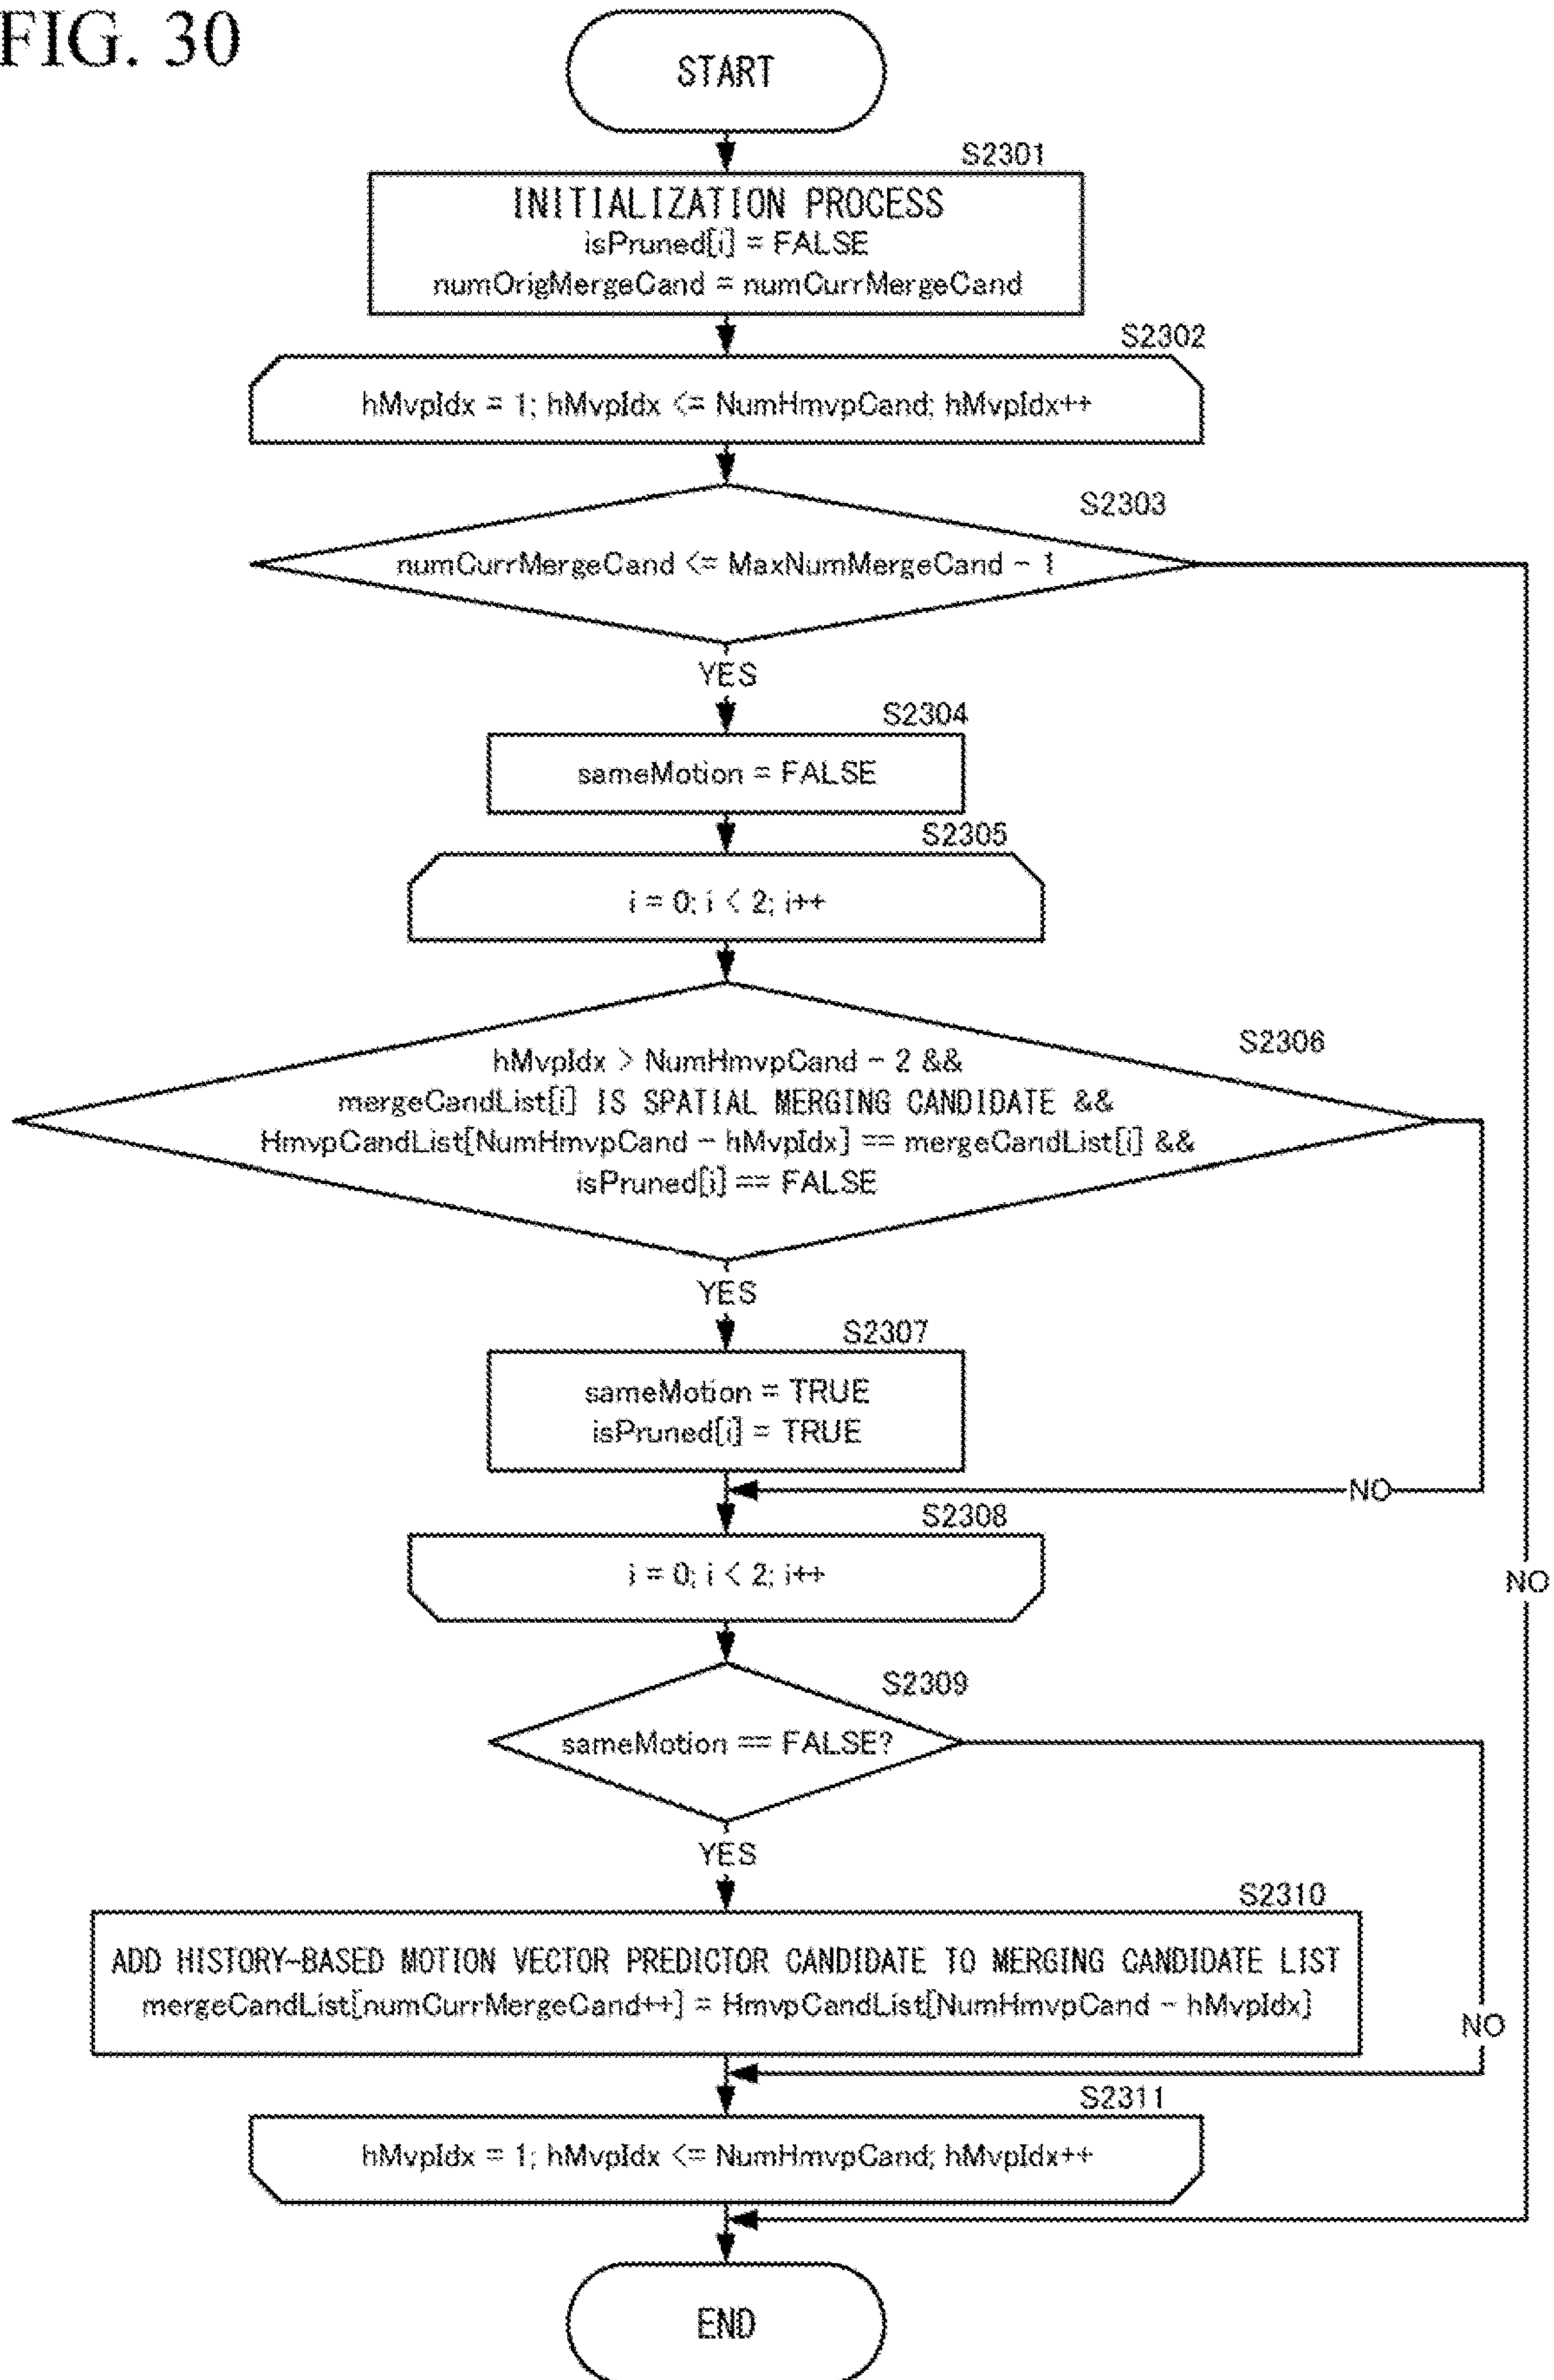 FIG. 30
START
S2301
INITIALIZATION PROCESS
isPruned[i] = FALSE
numOrigMergeCand = numCurrMergeCand
S2302
hMvpIdx = 1; hMvpIdx <= NumHmvpCand; hMvpIdx++
S2303
numCurrMergeCand <= MaxNumMergeCand - 1
YES
S2304
sameMotion = FALSE
S2305
i = 0; i < 2; i++
S2306
hMvpIdx > NumHmvpCand - 2 &&
mergeCandList[i] IS SPATIAL MERGING CANDIDATE &&
HmvpCandList[NumHmvpCand - hMvpIdx] == mergeCandList[i] &&
isPruned[i] == FALSE
YES
S2307
sameMotion = TRUE
isPruned[i] = TRUE
NO
S2308
i = 0; i < 2; i++
NO
S2309
sameMotion == FALSE?
YES
S2310
ADD HISTORY-BASED MOTION VECTOR PREDICTOR CANDIDATE TO MERGING CANDIDATE LIST
mergeCandList[numCurrMergeCand++] = HmvpCandList[NumHmvpCand - hMvpIdx]
NO
S2311
hMvpIdx = 1; hMvpIdx <= NumHmvpCand; hMvpIdx++
END